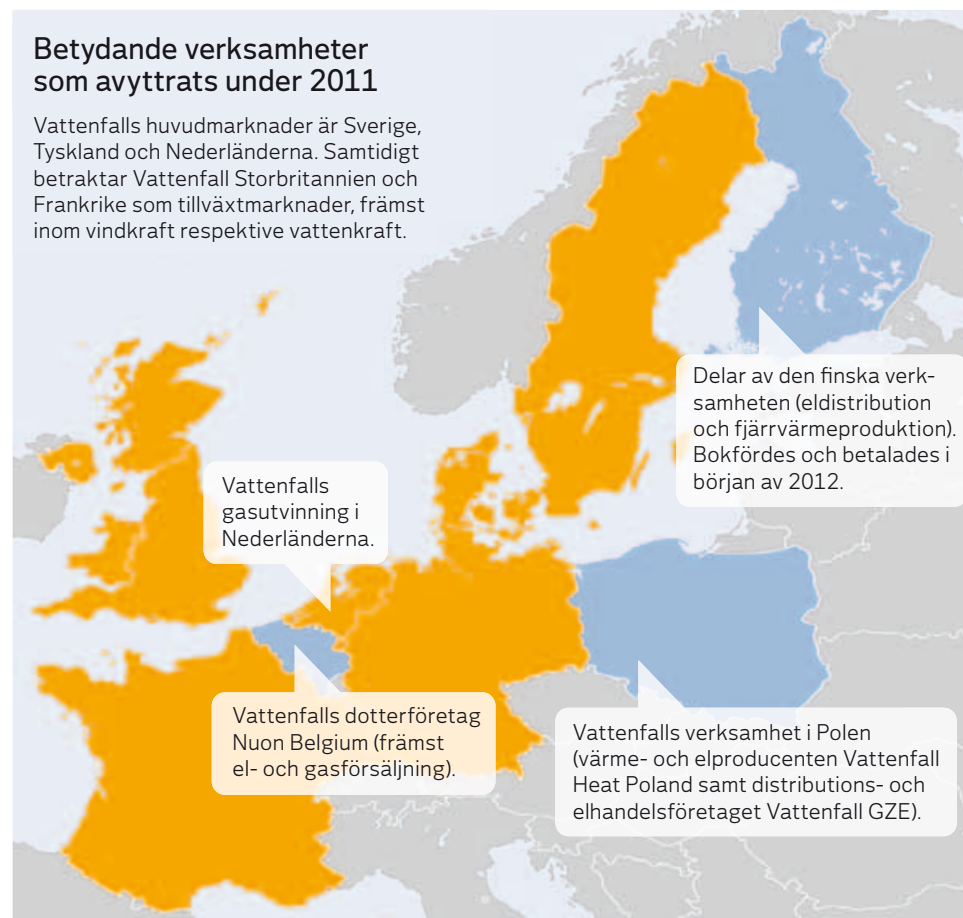 Betydande verksamheter
som avyttrats under 2011
Vattenfalls huvudmarknader är Sverige,
Tyskland och Nederländerna. Samtidigt
betraktar Vattenfall Storbritannien och
Frankrike som tillväxtmarknader, främst
inom vindkraft respektive vattenkraft.
Delar av den finska verk-
samheten (eldistribution
och fjärrvärmeproduktion).
Bokfördes och betalades i
början av 2012.
Vattenfalls
gasutvinning i
Nederländerna.
Vattenfalls dotterföretag
Nuon Belgium (främst
el- och gasförsäljning).
Vattenfalls verksamhet i Polen
(värme- och elproducenten Vattenfall
Heat Poland samt distributions- och
elhandelsföretaget Vattenfall GZE).